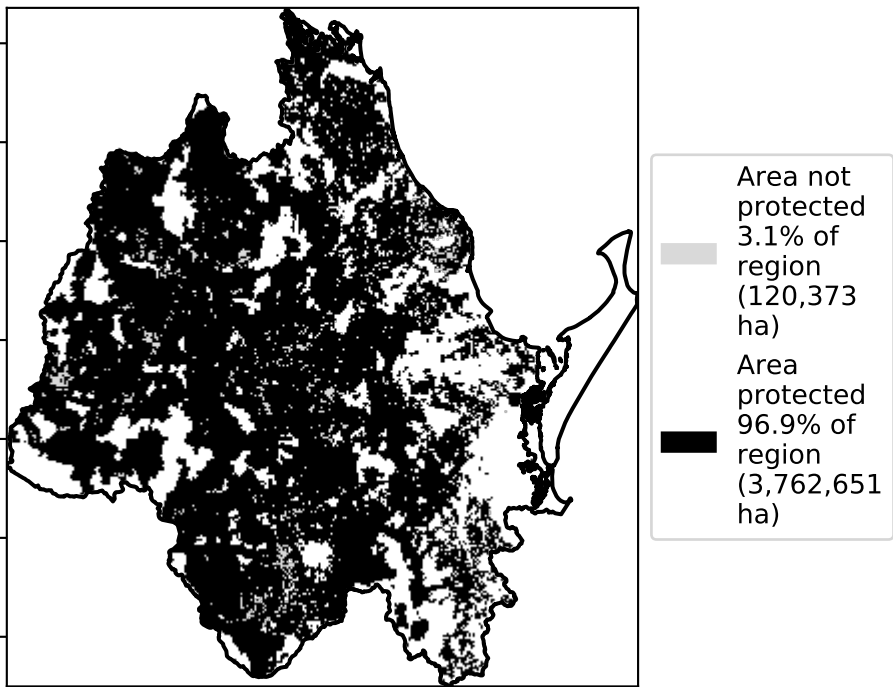 Area not
protected
3.1% of
region
(120,373
ha)
Area
protected
96.9% of
region
(3,762,651
ha)